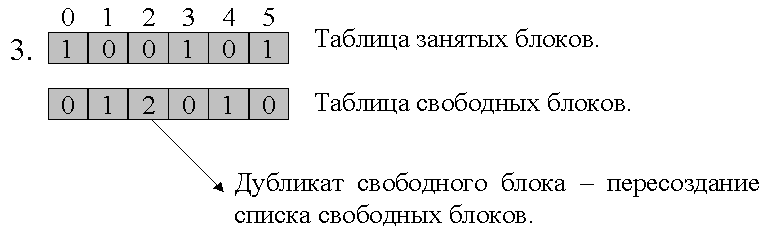 0 1 2 3 4 5
3. 1 0 0 1 0 1 Таблица занятых блоков.
0 1 2 0 1 0 Таблица свободных блоков.
Дубликат свободного блока – пересоздание
списка свободных блоков.